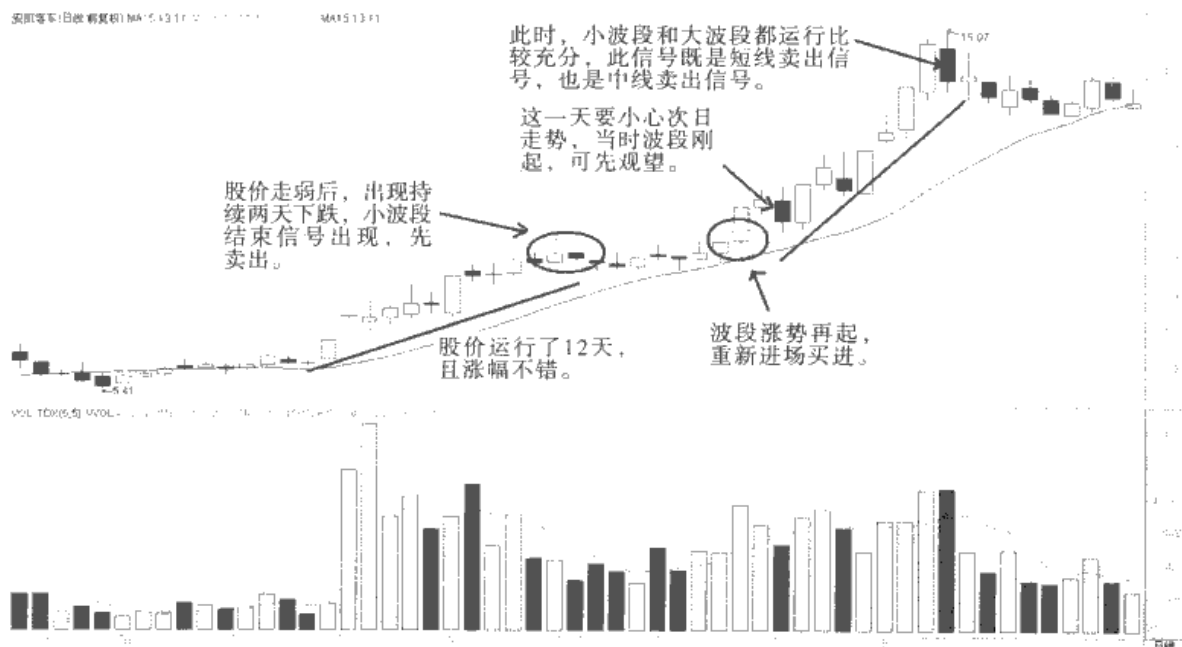 此时，小波段和大波段都运行比
较充分，此信号既是短线卖出信
号，也是中线卖出信号。
15.07
这一天要小心次日
走势，当时波段刚
起，可先观望。
股价走弱后，出现持
续两天下跌，小波段
结束信号出现，先
卖出。
波段涨势再起，
重新进场买进。
股价运行了12天，
且涨幅不错。
5.41